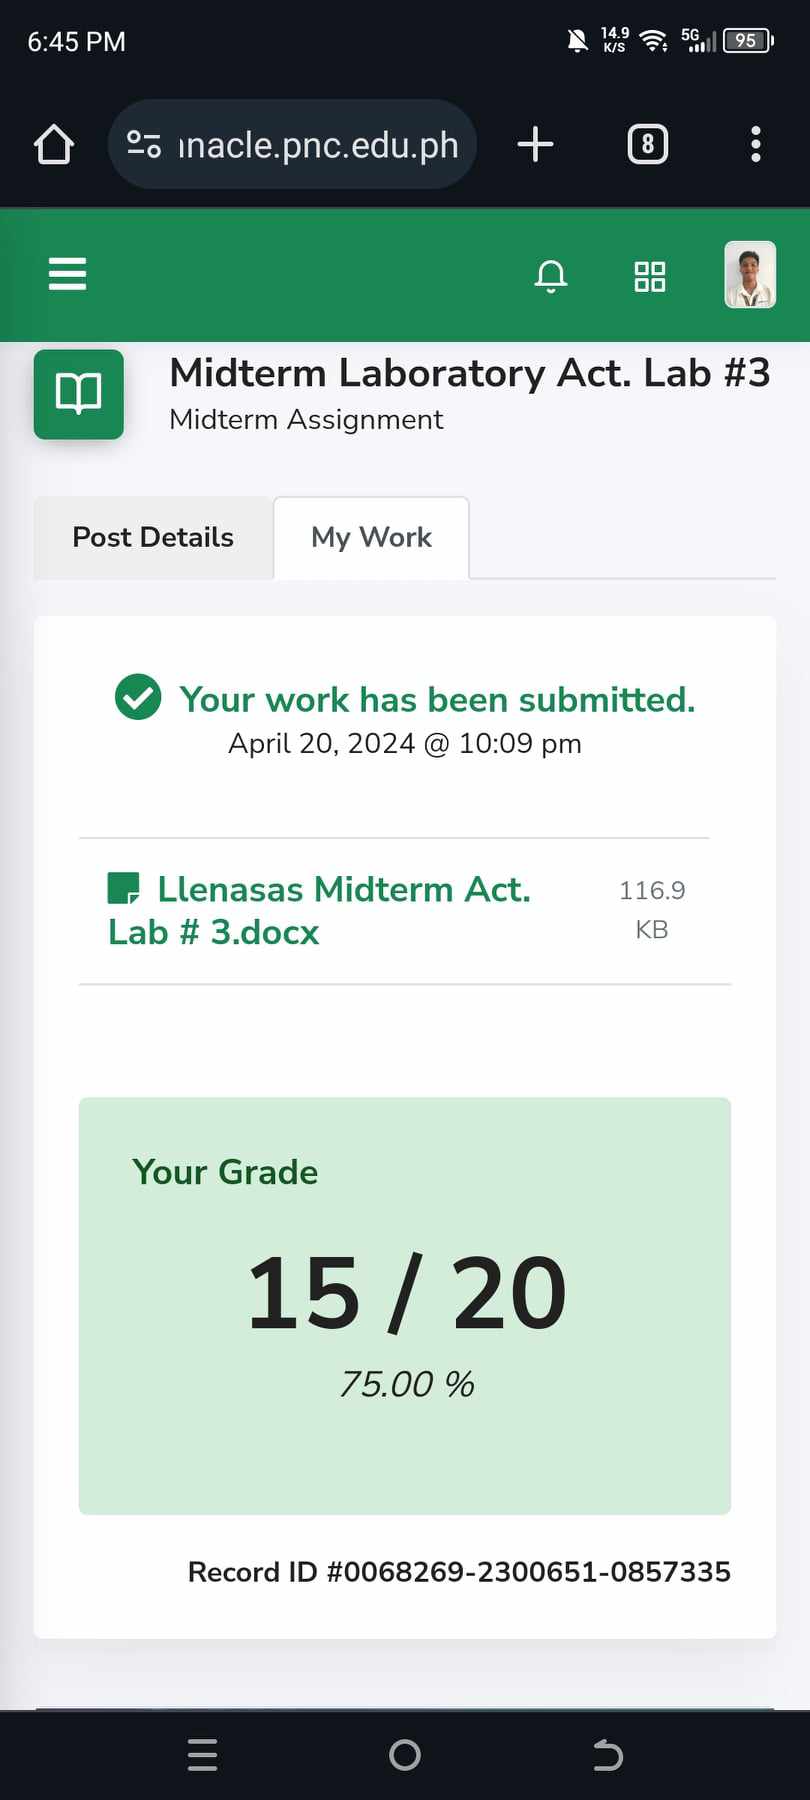 6:45 PM
14.9
K/S
5G
95
nnacle.pnc.edu.ph
8
Midterm Laboratory Act. Lab #3
Midterm Assignment
Post Details
My Work
Your work has been submitted.
April 20, 2024 @ 10:09 pm
Llenasas Midterm Act.
Lab # 3.docx
116.9
KB
Your Grade
15 / 20
75.00 %
Record ID #0068269-2300651-0857335